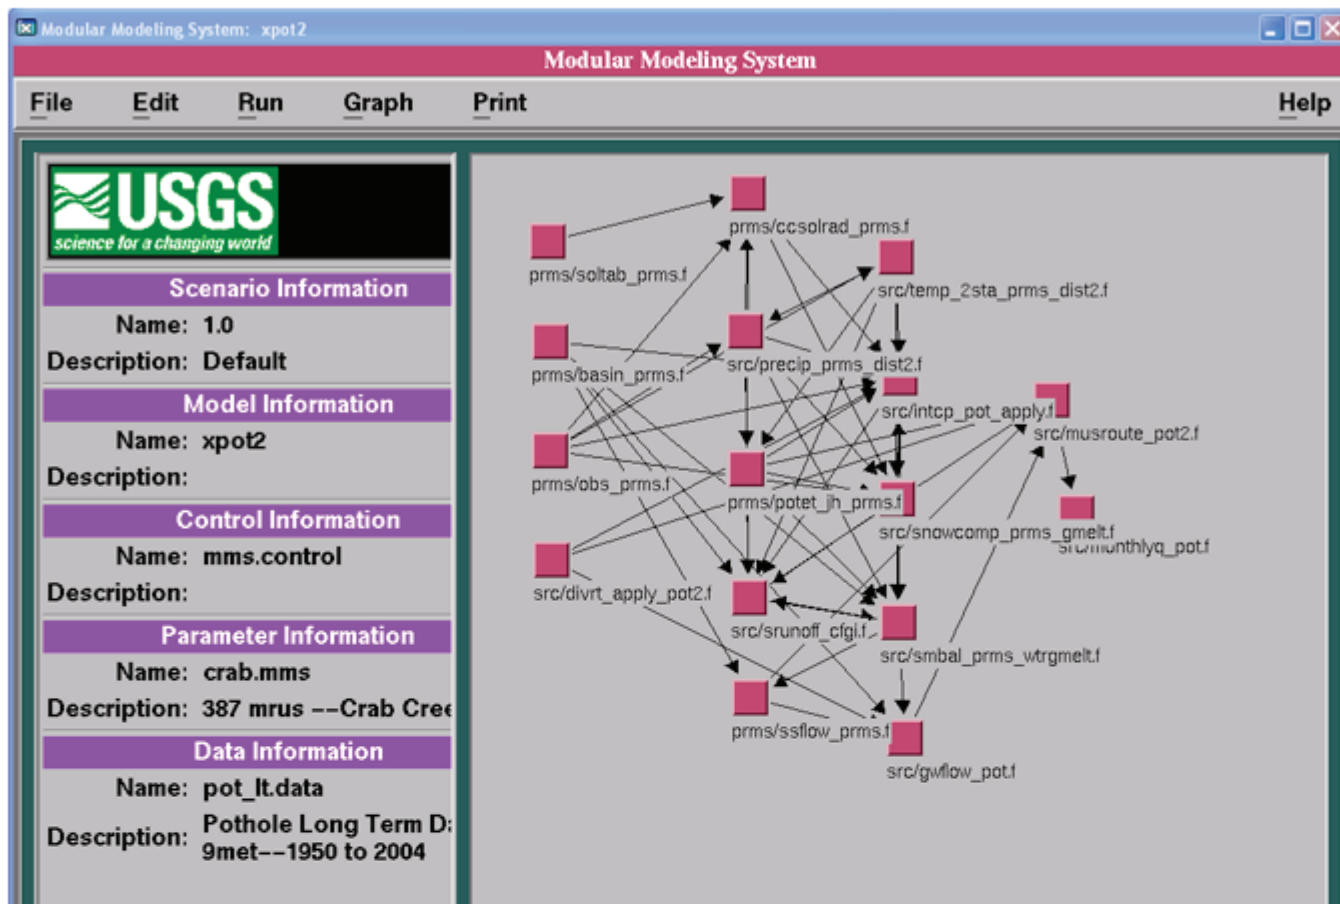 Modular Modeling System: xpot2
Modular Modeling System
File Edit Run Graph Print Help
USGS
science for a changing world
Scenario Information
Name: 1.0
Description: Default
Model Information
Name: xpot2
Description:
Control Information
Name: mms.control
Description:
Parameter Information
Name: crab.mms
Description: 387 mrus --Crab Cree
Data Information
Name: pot_lt.data
Description: Pothole Long Term Da
9met--1950 to 2004
prms/ccsolrad_prms.f
prms/soltab_prms.f
src/temp_2sta_prms_dist2.f
src/precip_prms_dist2.f
prms/basin_prms.f
src/intcp_pot_apply.f
src/musroute_pot2.f
prms/obs_prms.f
prms/potet_jh_prms.f
src/snowcomp_prms_gmelt.f
src/munthlyq_pot.f
src/divrt_apply_pot2.f
src/srunoff_cfgi.f
src/smbal_prms_wtrgmelt.f
prms/ssflow_prms.f
src/gwflow_pot.f